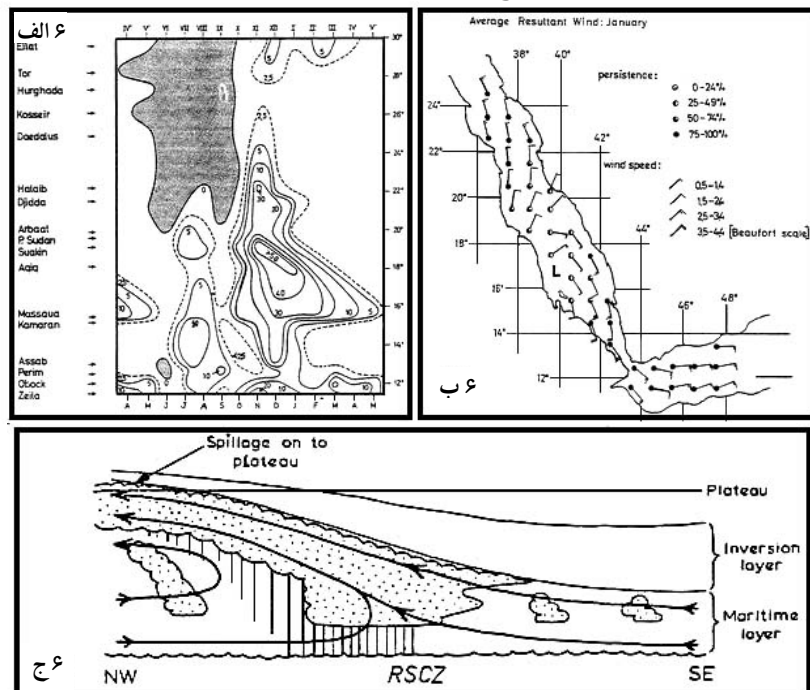 ۶ الف
IV° V° VI VII VIII IX X XI XII I II III IV V°
Eilat
Tor
Hurghada
Kosseir
Daedalus
Halaib
Djidda
Arbaat
P. Sudan
Suakin
Aqiq
Massaua
Kamaran
Assab
Perim
Obock
Zeila
30°
28°
26°
24°
22°
20°
18°
16°
14°
12°
A M J J A S O N D J F M A M
Average Resultant Wind: January
38° 40°
persistence:
0-24%
25-49%
50-74%
75-100%
24°
42°
22°
wind speed:
0.5-1.4
1.5-2.4
2.5-3.4
3.5-4.4 [Beaufort scale]
20°
44°
18°
L
16°
46° 48°
14°
12°
۶ ب
Spillage on to
plateau
Plateau
Inversion
layer
Maritime
layer
۶ ج
NW RSCZ SE